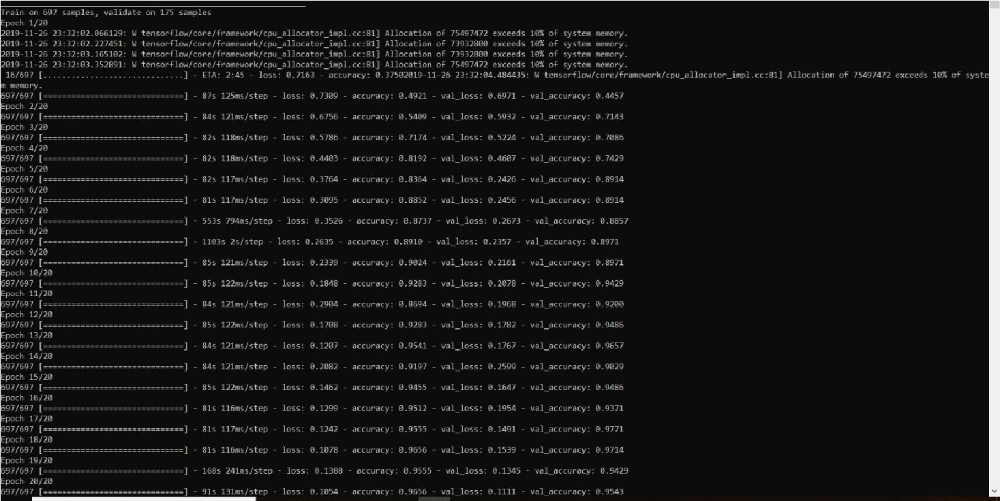 Train on 697 samples, validate on 175 samples
Epoch 1/20
2019-11-26 23:32:02.066129: W tensorflow/core/framework/cpu_allocator_impl.cc:81] Allocation of 75497472 exceeds 10% of system memory.
2019-11-26 23:32:02.227451: W tensorflow/core/framework/cpu_allocator_impl.cc:81] Allocation of 73932800 exceeds 10% of system memory.
2019-11-26 23:32:03.165102: W tensorflow/core/framework/cpu_allocator_impl.cc:81] Allocation of 73932800 exceeds 10% of system memory.
2019-11-26 23:32:03.352891: W tensorflow/core/framework/cpu_allocator_impl.cc:81] Allocation of 75497472 exceeds 10% of system memory.
16/697 [..............................] - ETA: 2:45 - loss: 0.7163 - accuracy: 0.37502019-11-26 23:32:04.484435: W tensorflow/core/framework/cpu_allocator_impl.cc:81] Allocation of 75497472 exceeds 10% of syste
m memory.
697/697 [==============================] - 87s 125ms/step - loss: 0.7309 - accuracy: 0.4921 - val_loss: 0.6971 - val_accuracy: 0.4457
Epoch 2/20
697/697 [==============================] - 84s 121ms/step - loss: 0.6756 - accuracy: 0.5409 - val_loss: 0.5932 - val_accuracy: 0.7143
Epoch 3/20
697/697 [==============================] - 82s 118ms/step - loss: 0.5786 - accuracy: 0.7174 - val_loss: 0.5224 - val_accuracy: 0.7086
Epoch 4/20
697/697 [==============================] - 82s 118ms/step - loss: 0.4403 - accuracy: 0.8192 - val_loss: 0.4607 - val_accuracy: 0.7429
Epoch 5/20
697/697 [==============================] - 82s 117ms/step - loss: 0.3764 - accuracy: 0.8364 - val_loss: 0.2426 - val_accuracy: 0.8914
Epoch 6/20
697/697 [==============================] - 81s 117ms/step - loss: 0.3095 - accuracy: 0.8852 - val_loss: 0.2456 - val_accuracy: 0.8914
Epoch 7/20
697/697 [==============================] - 553s 794ms/step - loss: 0.3526 - accuracy: 0.8737 - val_loss: 0.2673 - val_accuracy: 0.8857
Epoch 8/20
697/697 [==============================] - 1103s 2s/step - loss: 0.2635 - accuracy: 0.8910 - val_loss: 0.2357 - val_accuracy: 0.8971
Epoch 9/20
697/697 [==============================] - 85s 121ms/step - loss: 0.2339 - accuracy: 0.9024 - val_loss: 0.2161 - val_accuracy: 0.8971
Epoch 10/20
697/697 [==============================] - 85s 122ms/step - loss: 0.1848 - accuracy: 0.9283 - val_loss: 0.2078 - val_accuracy: 0.9429
Epoch 11/20
697/697 [==============================] - 84s 121ms/step - loss: 0.2904 - accuracy: 0.8694 - val_loss: 0.1968 - val_accuracy: 0.9200
Epoch 12/20
697/697 [==============================] - 85s 122ms/step - loss: 0.1708 - accuracy: 0.9283 - val_loss: 0.1782 - val_accuracy: 0.9486
Epoch 13/20
697/697 [==============================] - 84s 121ms/step - loss: 0.1207 - accuracy: 0.9541 - val_loss: 0.1767 - val_accuracy: 0.9657
Epoch 14/20
697/697 [==============================] - 84s 121ms/step - loss: 0.2082 - accuracy: 0.9197 - val_loss: 0.2599 - val_accuracy: 0.9029
Epoch 15/20
697/697 [==============================] - 85s 122ms/step - loss: 0.1462 - accuracy: 0.9455 - val_loss: 0.1647 - val_accuracy: 0.9486
Epoch 16/20
697/697 [==============================] - 81s 116ms/step - loss: 0.1299 - accuracy: 0.9512 - val_loss: 0.1954 - val_accuracy: 0.9371
Epoch 17/20
697/697 [==============================] - 81s 117ms/step - loss: 0.1242 - accuracy: 0.9555 - val_loss: 0.1491 - val_accuracy: 0.9771
Epoch 18/20
697/697 [==============================] - 81s 116ms/step - loss: 0.1078 - accuracy: 0.9656 - val_loss: 0.1539 - val_accuracy: 0.9714
Epoch 19/20
697/697 [==============================] - 168s 241ms/step - loss: 0.1388 - accuracy: 0.9555 - val_loss: 0.1345 - val_accuracy: 0.9429
Epoch 20/20
697/697 [==============================] - 91s 131ms/step - loss: 0.1054 - accuracy: 0.9656 - val_loss: 0.1111 - val_accuracy: 0.9543